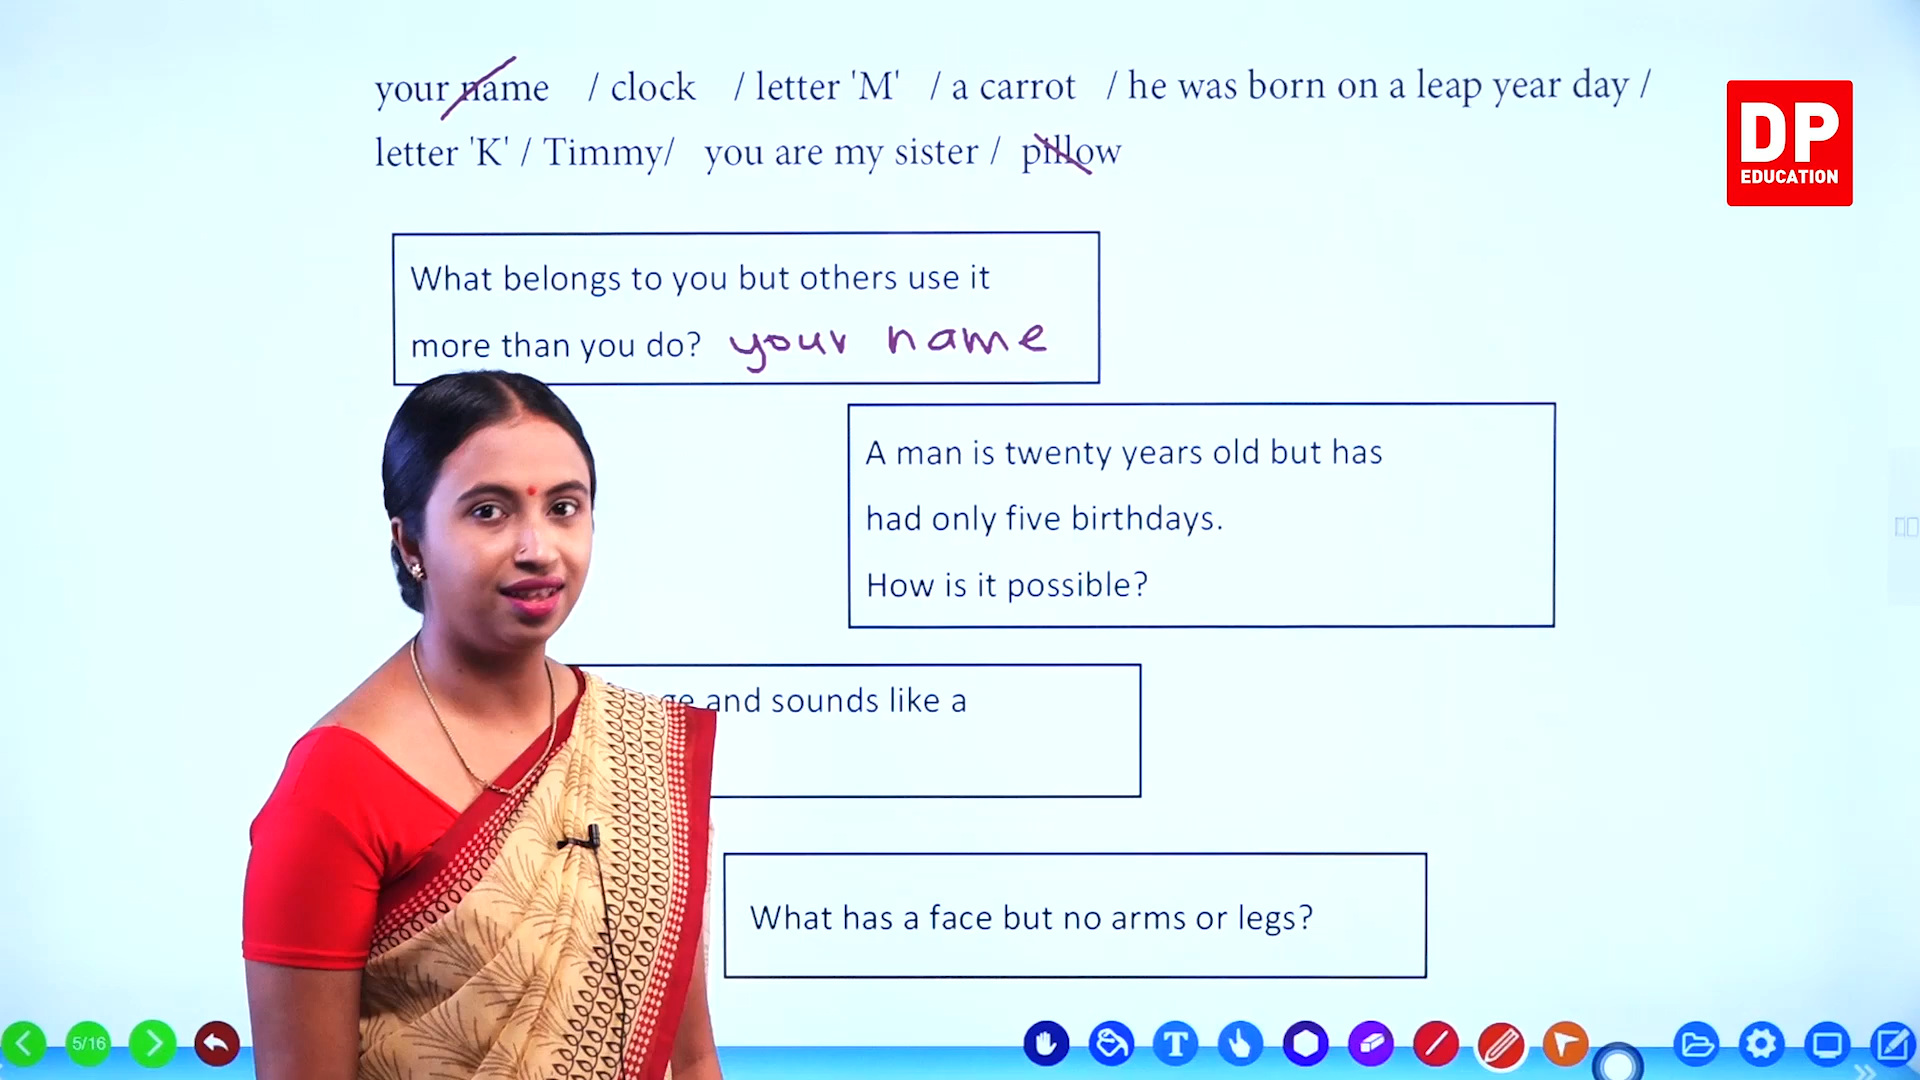 your name / clock / letter 'M' / a carrot / he was born on a leap year day /
letter 'K' / Timmy/ you are my sister / pillow
DP
EDUCATION
What belongs to you but others use it
more than you do? your name
A man is twenty years old but has
had only five birthdays.
How is it possible?
and sounds like a
What has a face but no arms or legs?
5/16
T